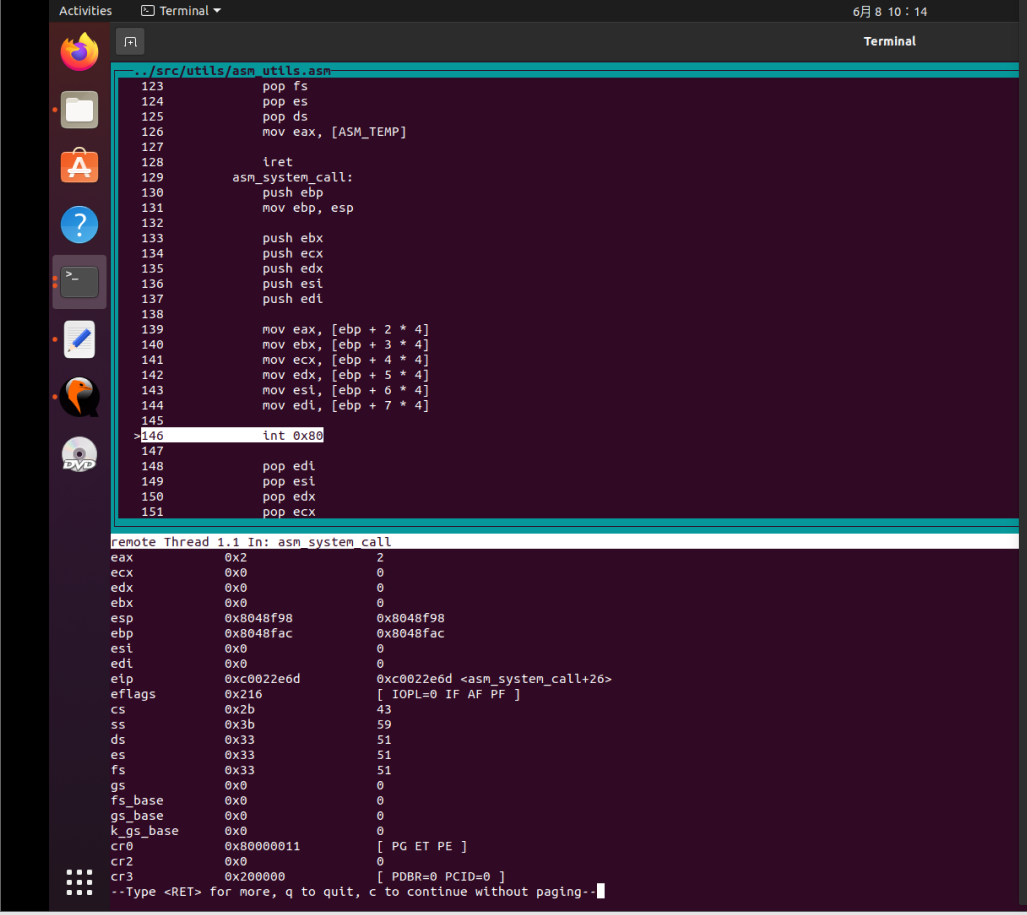 Activities Terminal 6月 8 10：14
Terminal
../src/utils/asm_utils.asm
123 pop fs
124 pop es
125 pop ds
126 mov eax, [ASM_TEMP]
127
128 iret
129 asm_system_call:
130 push ebp
131 mov ebp, esp
132
133 push ebx
134 push ecx
135 push edx
136 push esi
137 push edi
138
139 mov eax, [ebp + 2 * 4]
140 mov ebx, [ebp + 3 * 4]
141 mov ecx, [ebp + 4 * 4]
142 mov edx, [ebp + 5 * 4]
143 mov esi, [ebp + 6 * 4]
144 mov edi, [ebp + 7 * 4]
145
>146 int 0x80
147
148 pop edi
149 pop esi
150 pop edx
151 pop ecx
remote Thread 1.1 In: asm_system_call
eax 0x2 2
ecx 0x0 0
edx 0x0 0
ebx 0x0 0
esp 0x8048f98 0x8048f98
ebp 0x8048fac 0x8048fac
esi 0x0 0
edi 0x0 0
eip 0xc0022e6d 0xc0022e6d <asm_system_call+26>
eflags 0x216 [ IOPL=0 IF AF PF ]
cs 0x2b 43
ss 0x3b 59
ds 0x33 51
es 0x33 51
fs 0x33 51
gs 0x0 0
fs_base 0x0 0
gs_base 0x0 0
k_gs_base 0x0 0
cr0 0x80000011 [ PG ET PE ]
cr2 0x0 0
cr3 0x200000 [ PDBR=0 PCID=0 ]
--Type <RET> for more, q to quit, c to continue without paging--
DVD